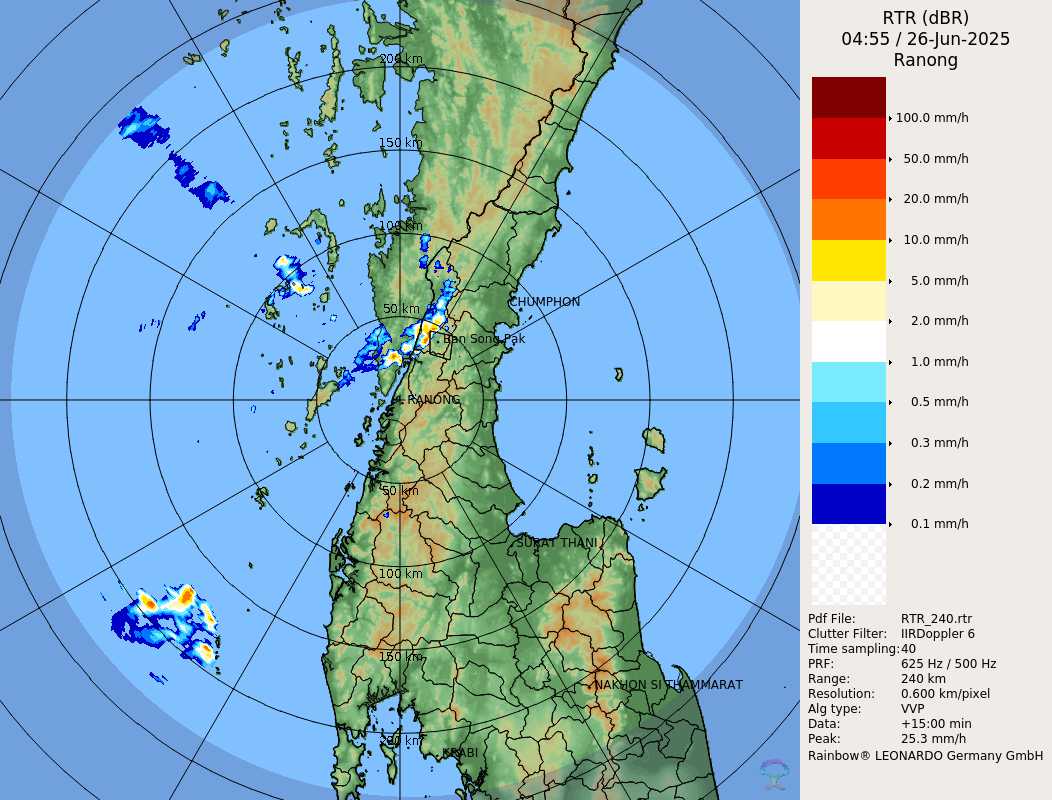 RTR (dBR)
04:55 / 26-Jun-2025
Ranong
100.0 mm/h
50.0 mm/h
20.0 mm/h
10.0 mm/h
5.0 mm/h
2.0 mm/h
1.0 mm/h
0.5 mm/h
0.3 mm/h
0.2 mm/h
0.1 mm/h
Pdf File: RTR_240.rtr
Clutter Filter: IIRDoppler 6
Time sampling:40
PRF: 625 Hz / 500 Hz
Range: 240 km
Resolution: 0.600 km/pixel
Alg type: VVP
Data: +15:00 min
Peak: 25.3 mm/h
Rainbow® LEONARDO Germany GmbH
200 km
150 km
100 km
CHUMPHON
50 km
Ban Song Pak
RANONG
50 km
SURAT THANI
100 km
150 km
NAKHON SI THAMMARAT
200 km
KRABI